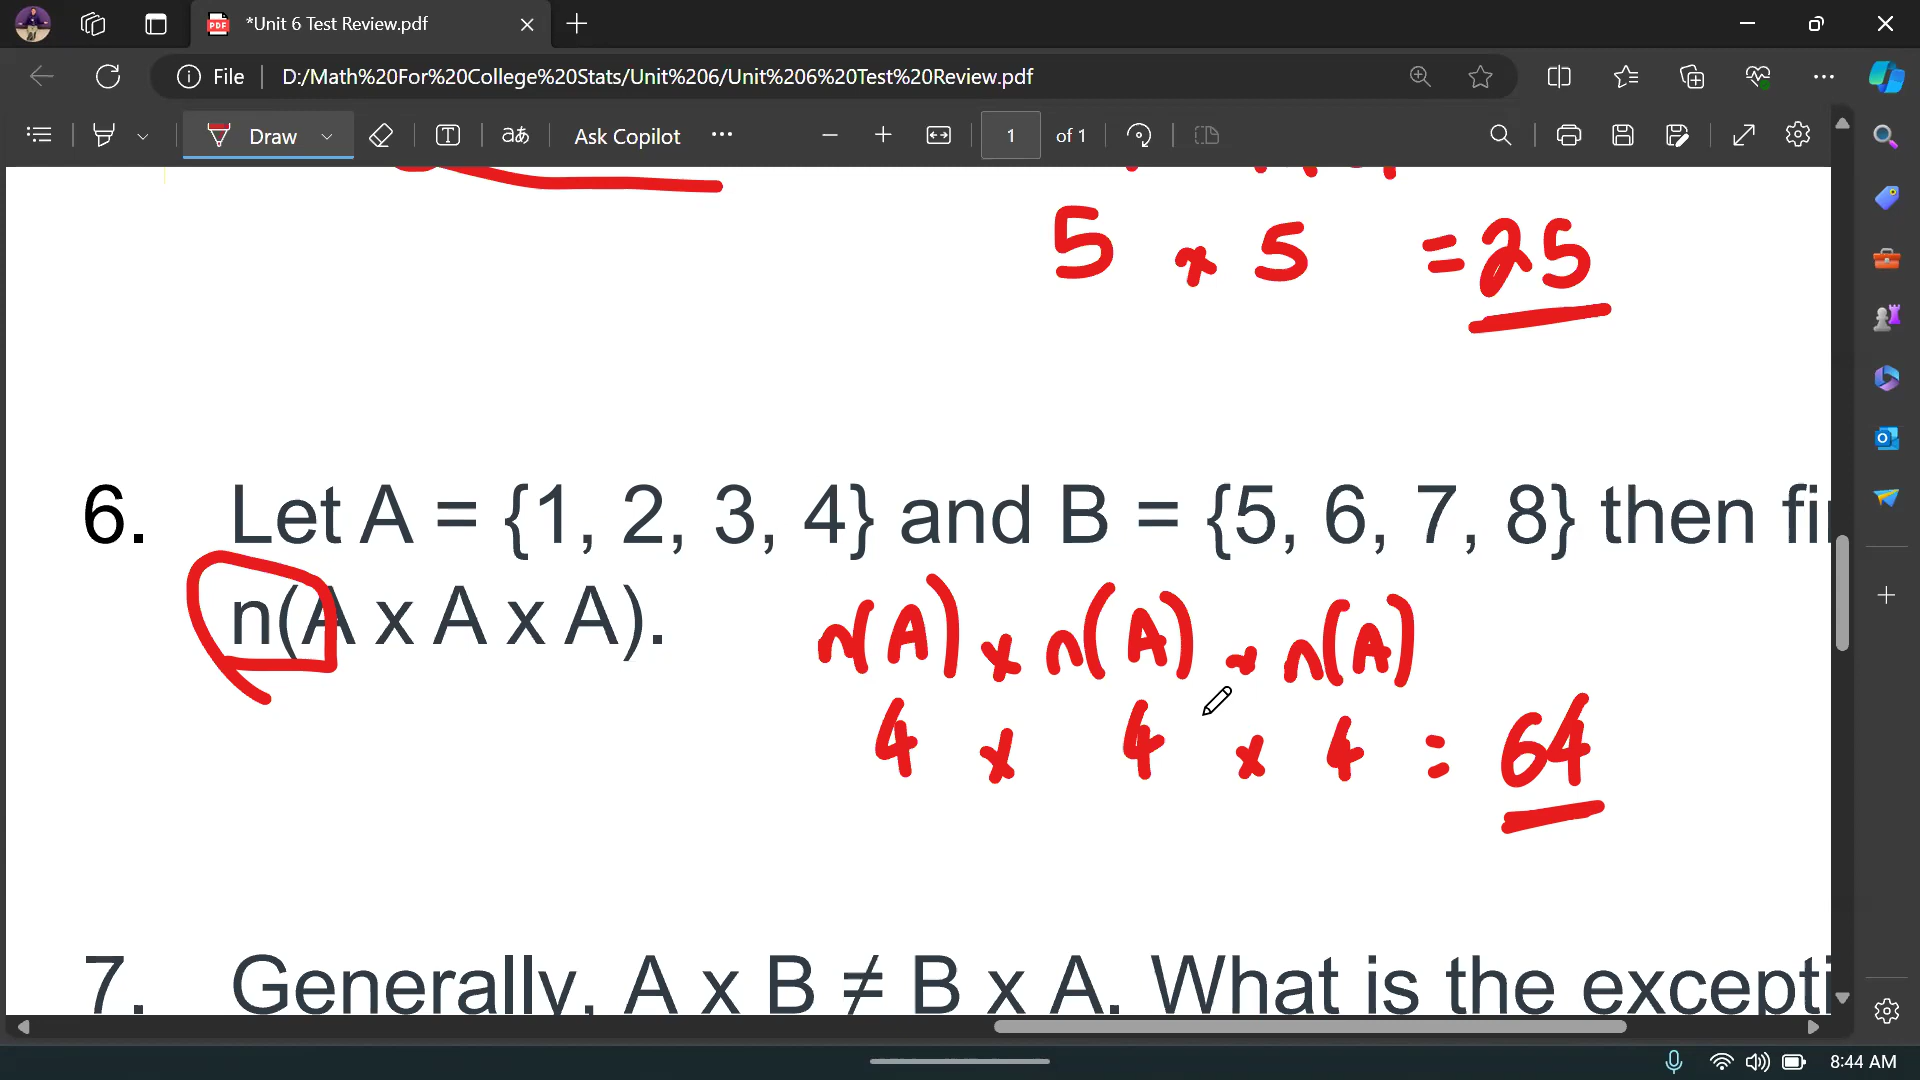 *Unit 6 Test Review.pdf
File D:/Math%20For%20College%20Stats/Unit%206/Unit%206%20Test%20Review.pdf
Draw Ask Copilot 1 of 1
5 x 5 = 25
6. Let A = {1, 2, 3, 4} and B = {5, 6, 7, 8} then fin
n(A x A x A).
n(A) x n(A) x n(A)
4 x 4 x 4 = 64
7. Generally, A x B ≠ B x A. What is the excepti
8:44 AM